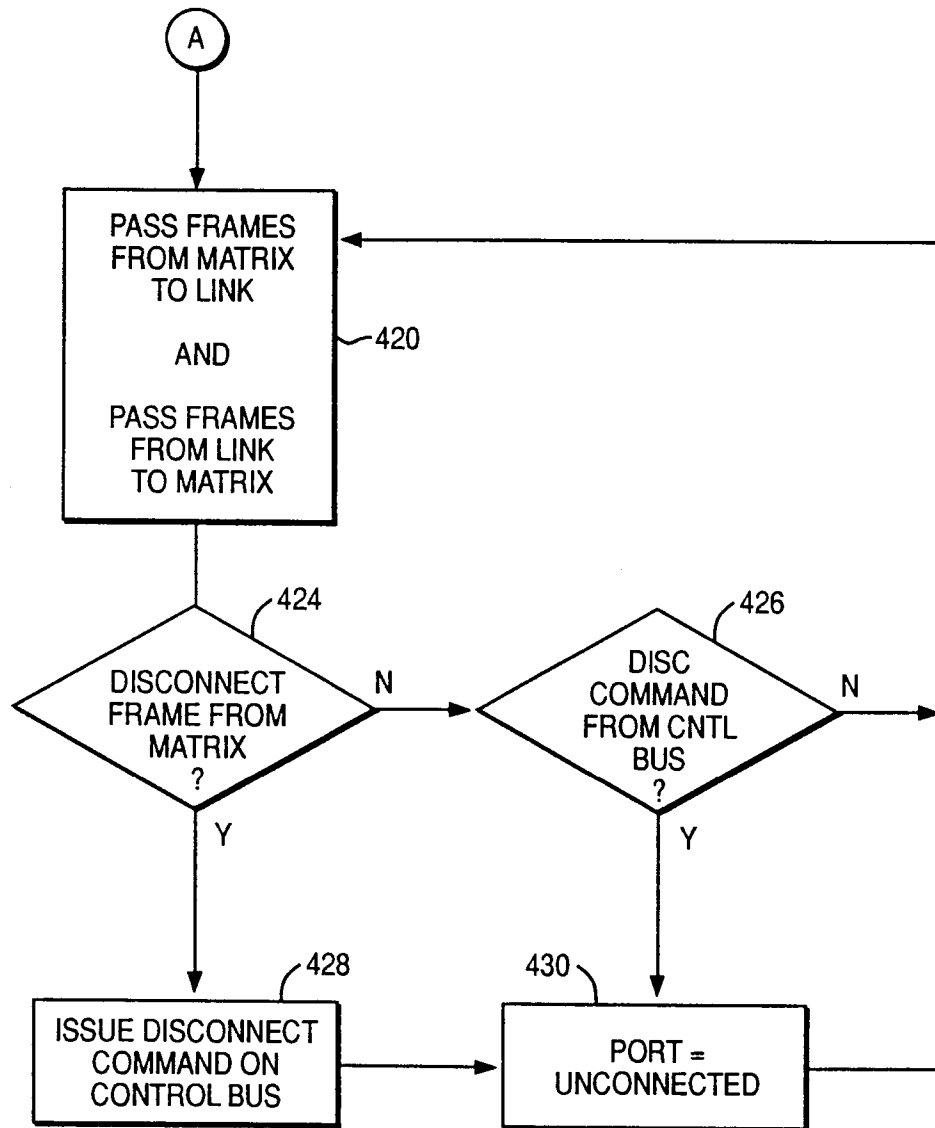 A
PASS FRAMES
FROM MATRIX
TO LINK
AND
PASS FRAMES
FROM LINK
TO MATRIX
420
424
DISCONNECT
FRAME FROM
MATRIX
?
N
Y
426
DISC
COMMAND
FROM CNTL
BUS
?
N
Y
428
ISSUE DISCONNECT
COMMAND ON
CONTROL BUS
430
PORT =
UNCONNECTED